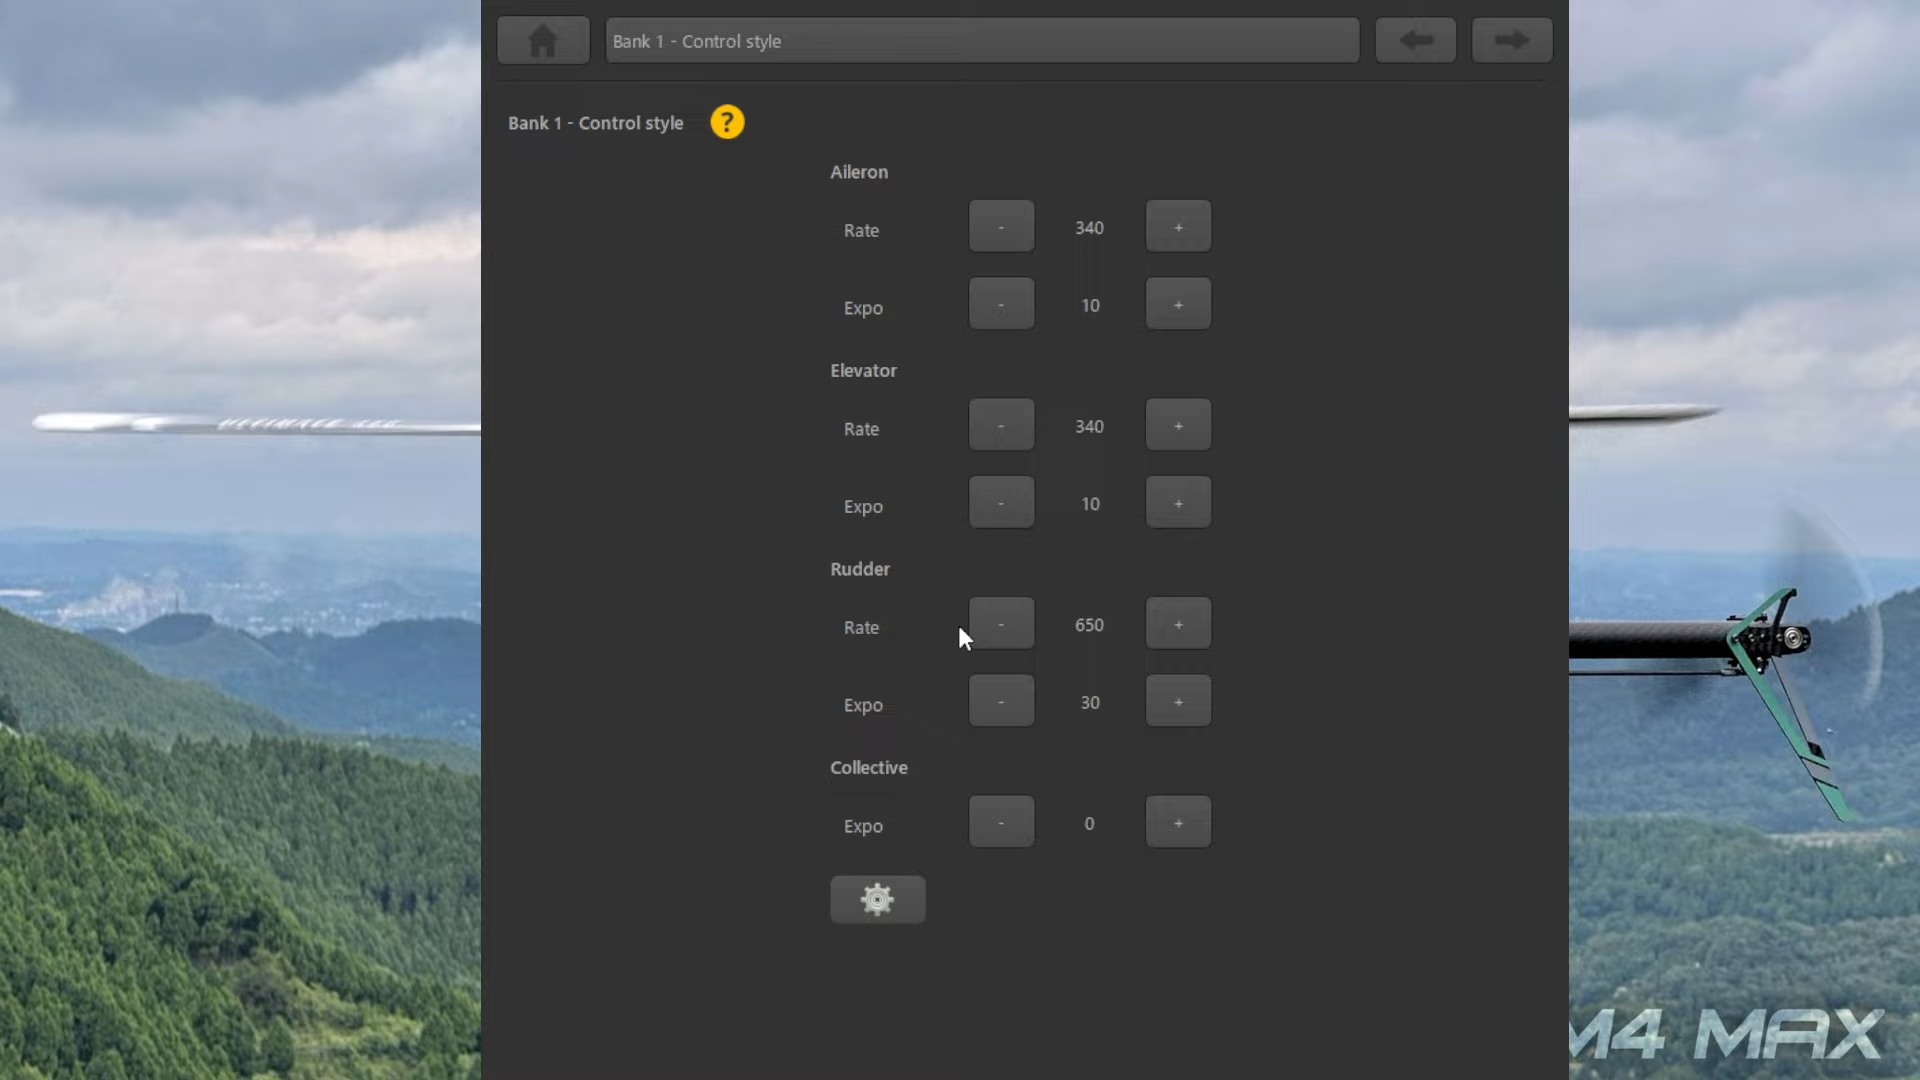 Bank 1 - Control style
Bank 1 - Control style ?
Aileron
Rate - 340 +
Expo - 10 +
Elevator
Rate - 340 +
Expo - 10 +
Rudder
Rate - 650 +
Expo - 30 +
Collective
Expo - 0 +
M4 MAX